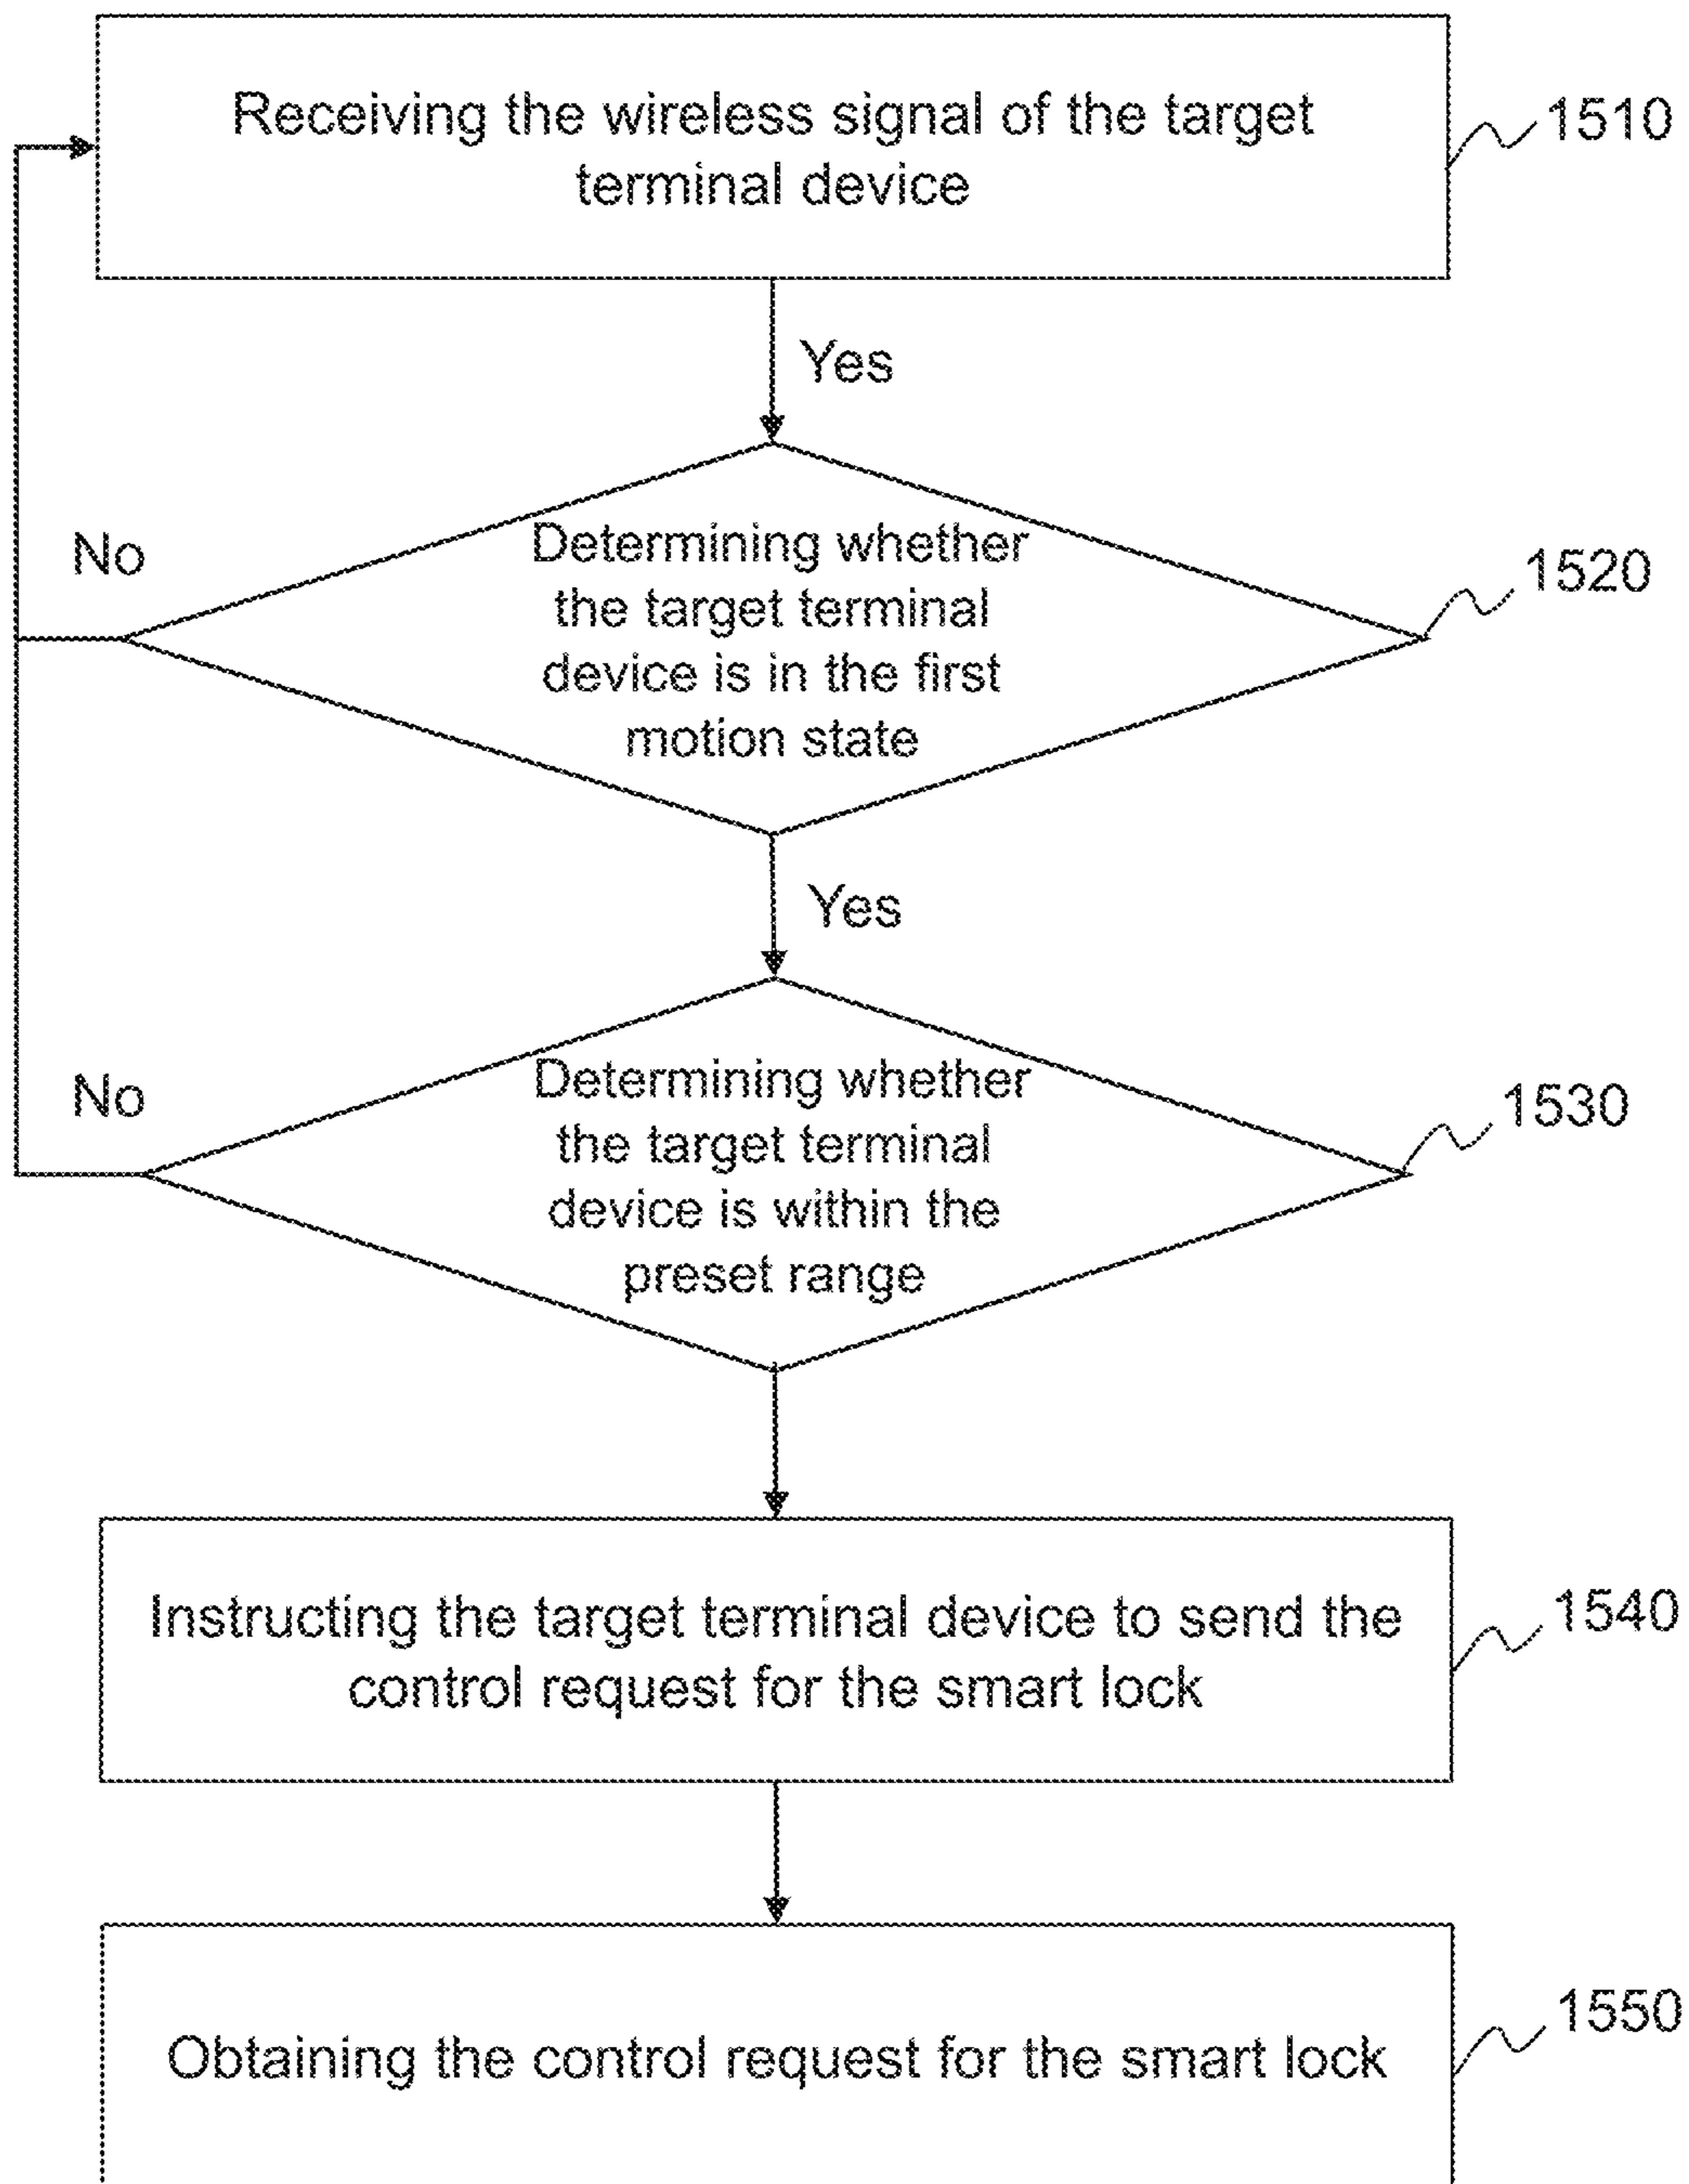 Receiving the wireless signal of the target
terminal device
1510
Yes
No
Determining whether
the target terminal
device is in the first
motion state
1520
Yes
No
Determining whether
the target terminal
device is within the
preset range
1530
Instructing the target terminal device to send the
control request for the smart lock
1540
Obtaining the control request for the smart lock
1550